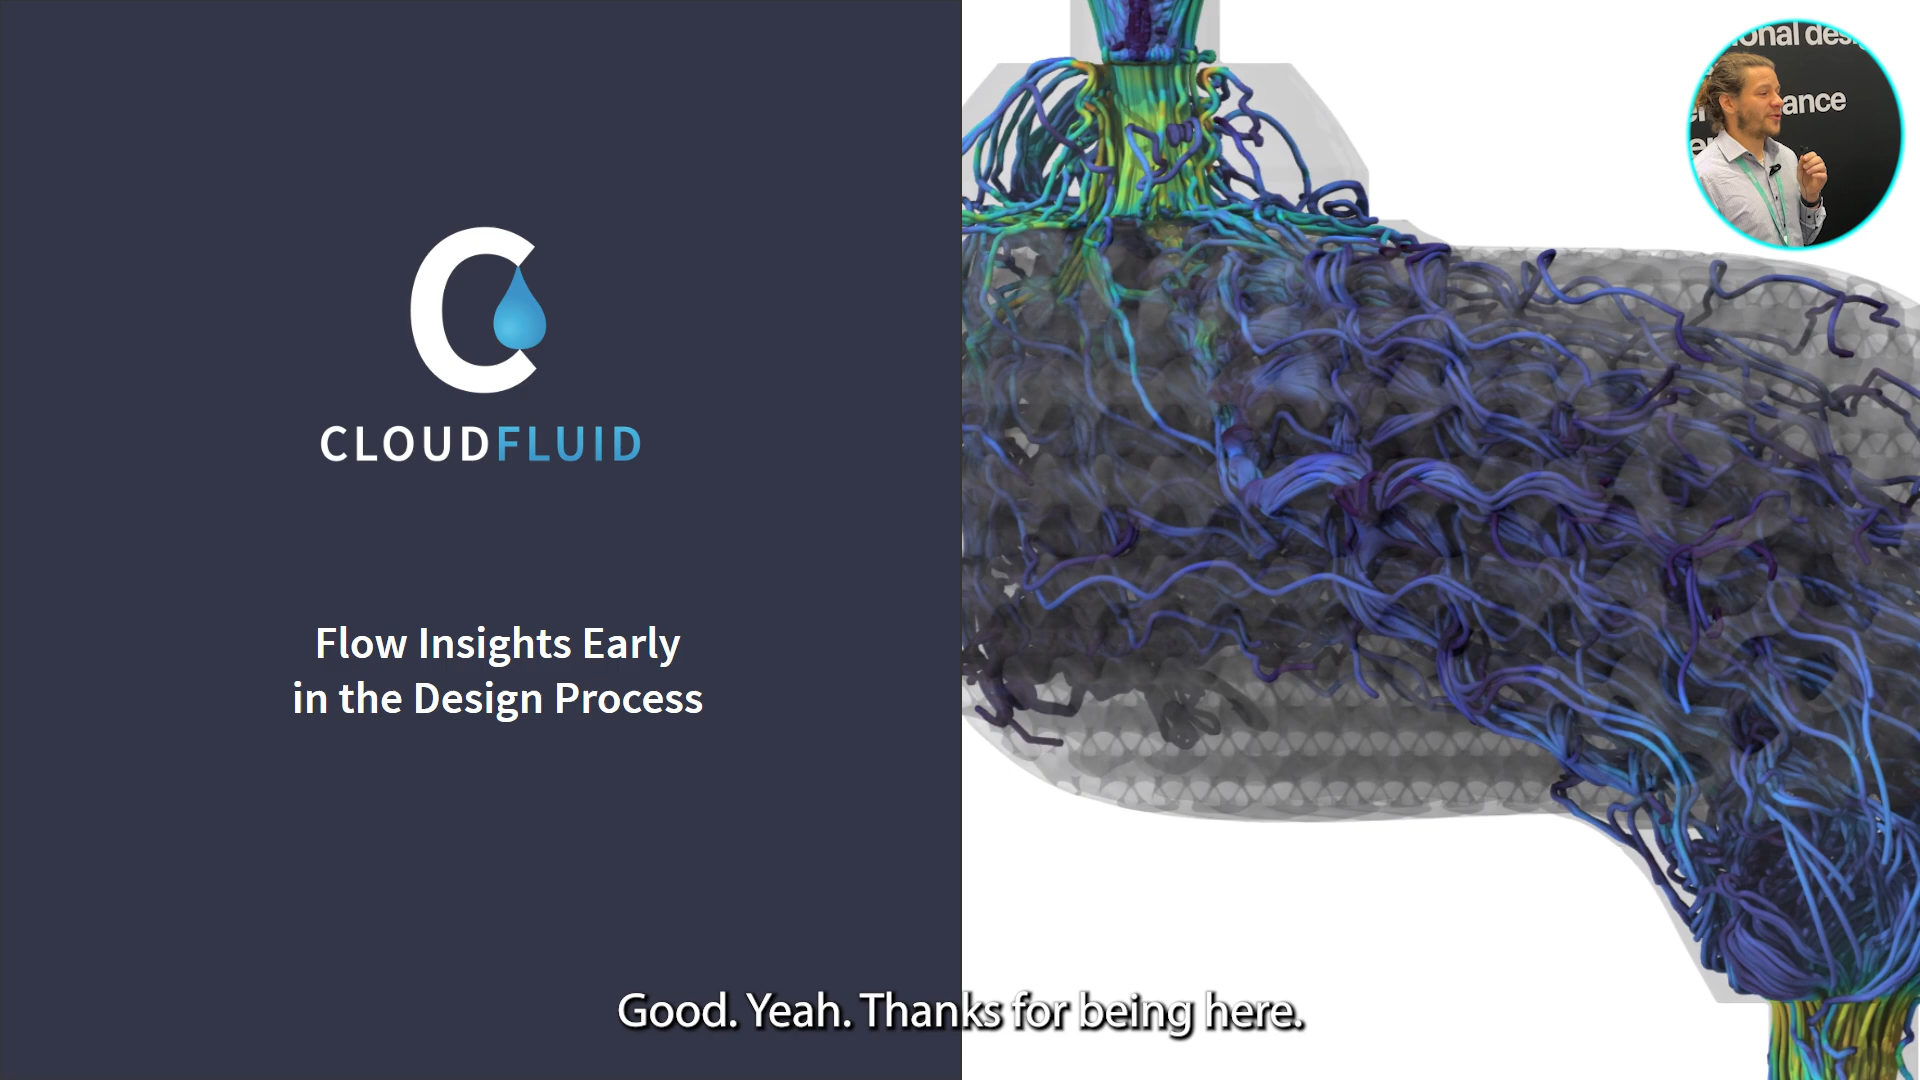 CLOUDFLUID
Flow Insights Early
in the Design Process
ance
Good. Yeah. Thanks for being here.